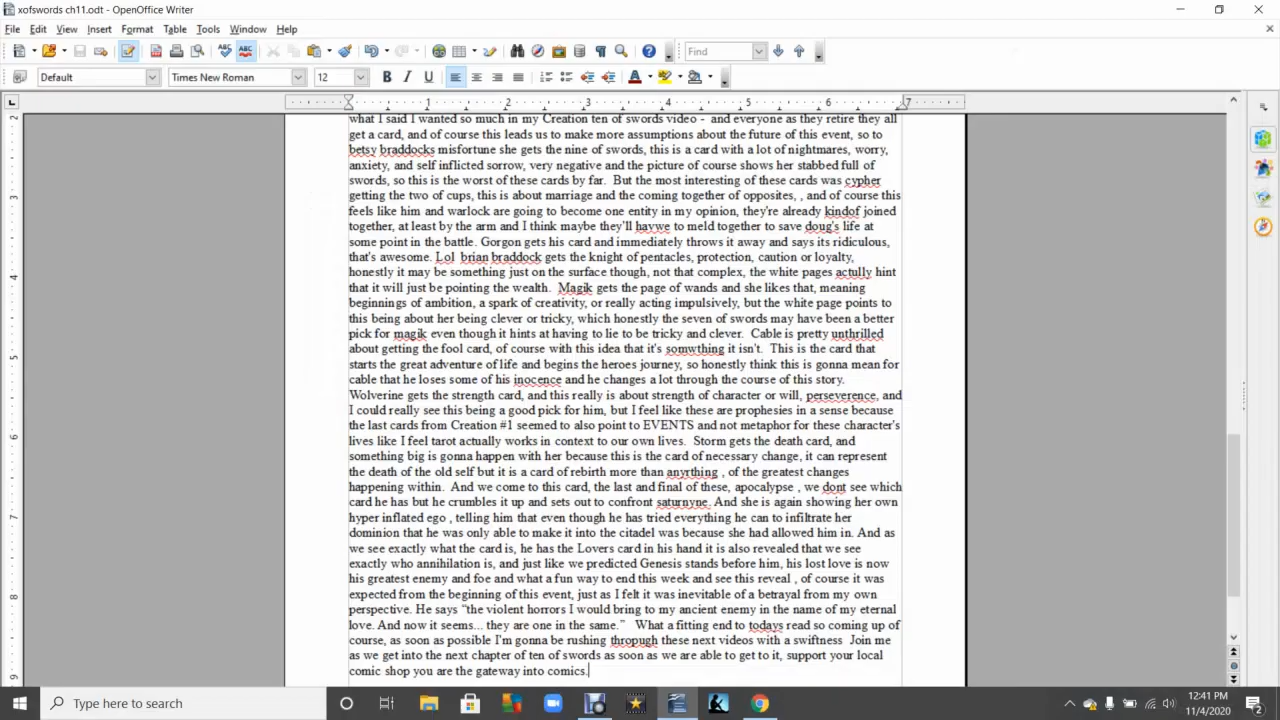 xofswords ch11.odt - OpenOffice Writer
File Edit View Insert Format Table Tools Window Help
Find
Default Times New Roman 12
1 2 3 4 5 6 7
what I said I wanted so much in my Creation ten of swords video - and everyone as they retire they all
get a card, and of course this leads us to make more assumptions about the future of this event, so to
betsy braddocks misfortune she gets the nine of swords, this is a card with a lot of nightmares, worry,
anxiety, and self inflicted sorrow, very negative and the picture of course shows her stabbed full of
swords, so this is the worst of these cards by far. But the most interesting of these cards was cypher
getting the two of cups, this is about marriage and the coming together of opposites, , and of course this
feels like him and warlock are going to become one entity in my opinion, they're already kindof joined
together, at least by the arm and I think maybe they'll havwe to meld together to save doug's life at
some point in the battle. Gorgon gets his card and immediately throws it away and says its ridiculous,
that's awesome. Lol brian braddock gets the knight of pentacles, protection, caution or loyalty,
honestly it may be something just on the surface though, not that complex, the white pages actully hint
that it will just be pointing the wealth. Magik gets the page of wands and she likes that, meaning
beginnings of ambition, a spark of creativity, or really acting impulsively, but the white page points to
this being about her being clever or tricky, which honestly the seven of swords may have been a better
pick for magik even though it hints at having to lie to be tricky and clever. Cable is pretty unthrilled
about getting the fool card, of course with this idea that it's somwthing it isn't. This is the card that
starts the great adventure of life and begins the heroes journey, so honestly think this is gonna mean for
cable that he loses some of his inocence and he changes a lot through the course of this story.
Wolverine gets the strength card, and this really is about strength of character or will, perseverence, and
I could really see this being a good pick for him, but I feel like these are prophesies in a sense because
the last cards from Creation #1 seemed to also point to EVENTS and not metaphor for these character's
lives like I feel tarot actually works in context to our own lives. Storm gets the death card, and
something big is gonna happen with her because this is the card of necessary change, it can represent
the death of the old self but it is a card of rebirth more than anyrthing , of the greatest changes
happening within. And we come to this card, the last and final of these, apocalypse , we dont see which
card he has but he crumbles it up and sets out to confront saturnyne. And she is again showing her own
hyper inflated ego , telling him that even though he has tried everything he can to infiltrate her
dominion that he was only able to make it into the citadel was because she had allowed him in. And as
we see exactly what the card is, he has the Lovers card in his hand it is also revealed that we see
exactly who annihilation is, and just like we predicted Genesis stands before him, his lost love is now
his greatest enemy and foe and what a fun way to end this week and see this reveal , of course it was
expected from the beginning of this event, just as I felt it was inevitable of a betrayal from my own
perspective. He says “the violent horrors I would bring to my ancient enemy in the name of my eternal
love. And now it seems... they are one in the same.” What a fitting end to todays read so coming up of
course, as soon as possible I'm gonna be rushing thropugh these next videos with a swiftness Join me
as we get into the next chapter of ten of swords as soon as we are able to get to it, support your local
comic shop you are the gateway into comics.
2
3
4
5
6
7
8
9
Type here to search
12:41 PM
11/4/2020
2